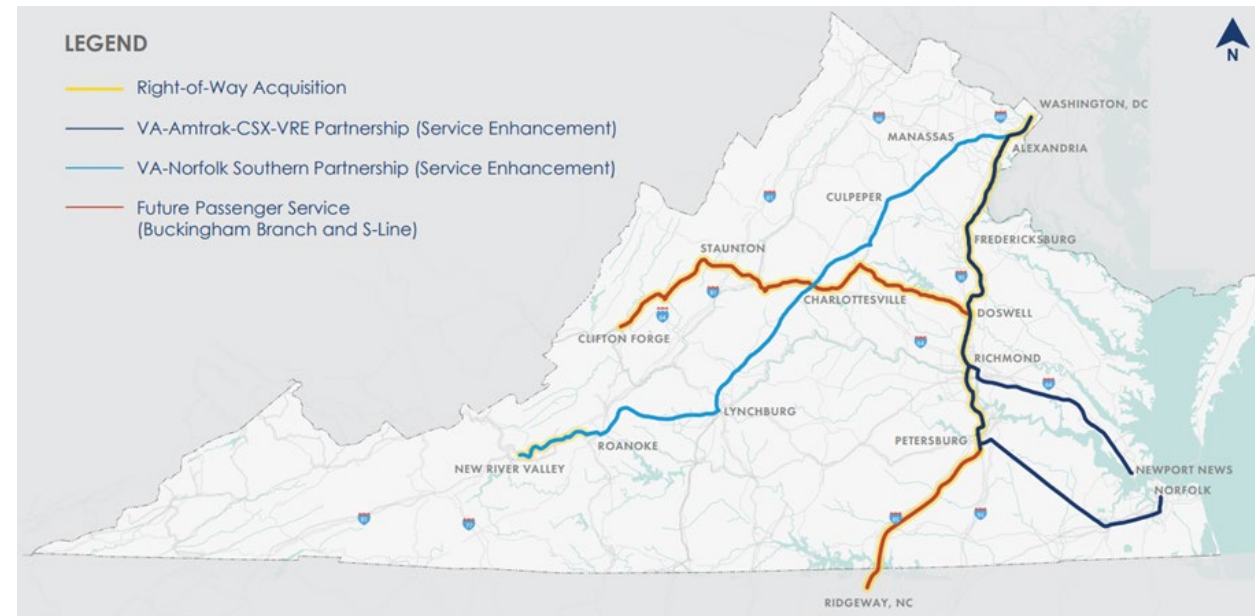 LEGEND
Right-of-Way Acquisition
VA-Amtrak-CSX-VRE Partnership (Service Enhancement)
VA-Norfolk Southern Partnership (Service Enhancement)
Future Passenger Service
(Buckingham Branch and S-Line)
N
WASHINGTON, DC
MANASSAS
ALEXANDRIA
CULPEPER
FREDERICKSBURG
STAUNTON
CHARLOTTESVILLE
DOSWELL
CLIFTON FORGE
RICHMOND
LYNCHBURG
PETERSBURG
ROANOKE
NEW RIVER VALLEY
NEWPORT NEWS
NORFOLK
RIDGEWAY, NC